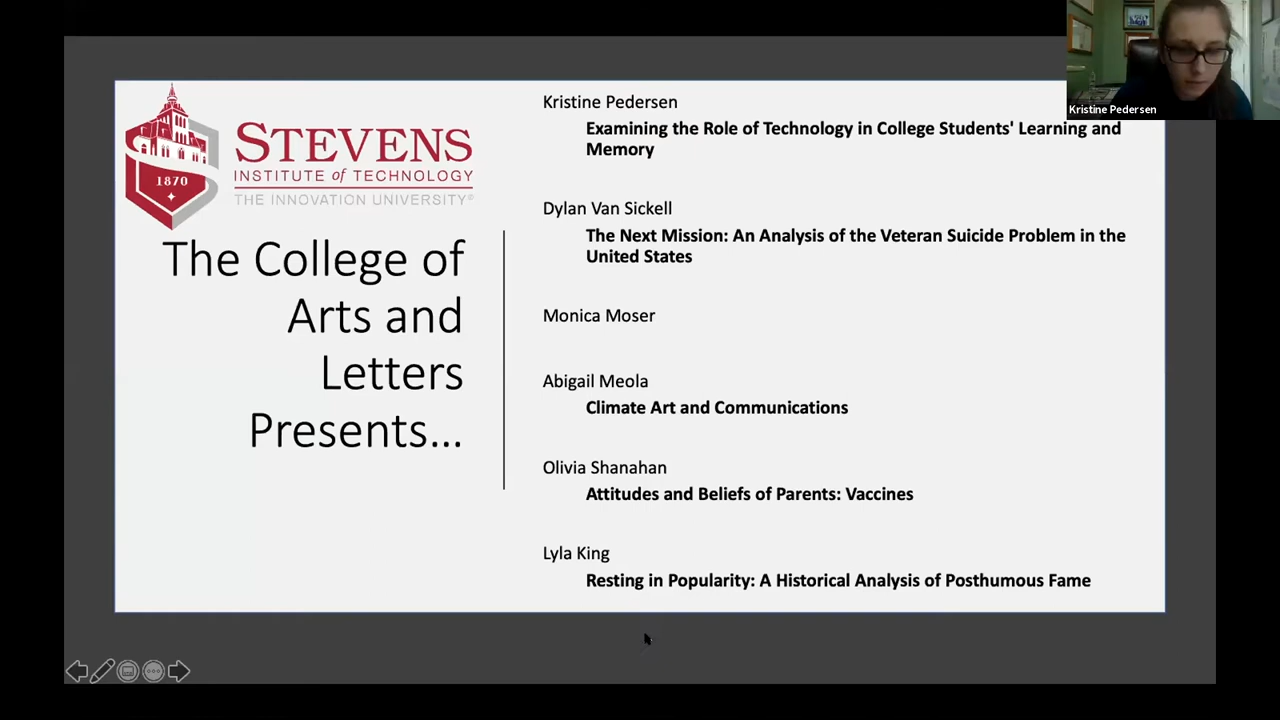 STEVENS
INSTITUTE of TECHNOLOGY
THE INNOVATION UNIVERSITY®
1870
The College of
Arts and
Letters
Presents...
Kristine Pedersen
Examining the Role of Technology in College Students' Learning and
Memory
Dylan Van Sickell
The Next Mission: An Analysis of the Veteran Suicide Problem in the
United States
Monica Moser
Abigail Meola
Climate Art and Communications
Olivia Shanahan
Attitudes and Beliefs of Parents: Vaccines
Lyla King
Resting in Popularity: A Historical Analysis of Posthumous Fame
Kristine Pedersen